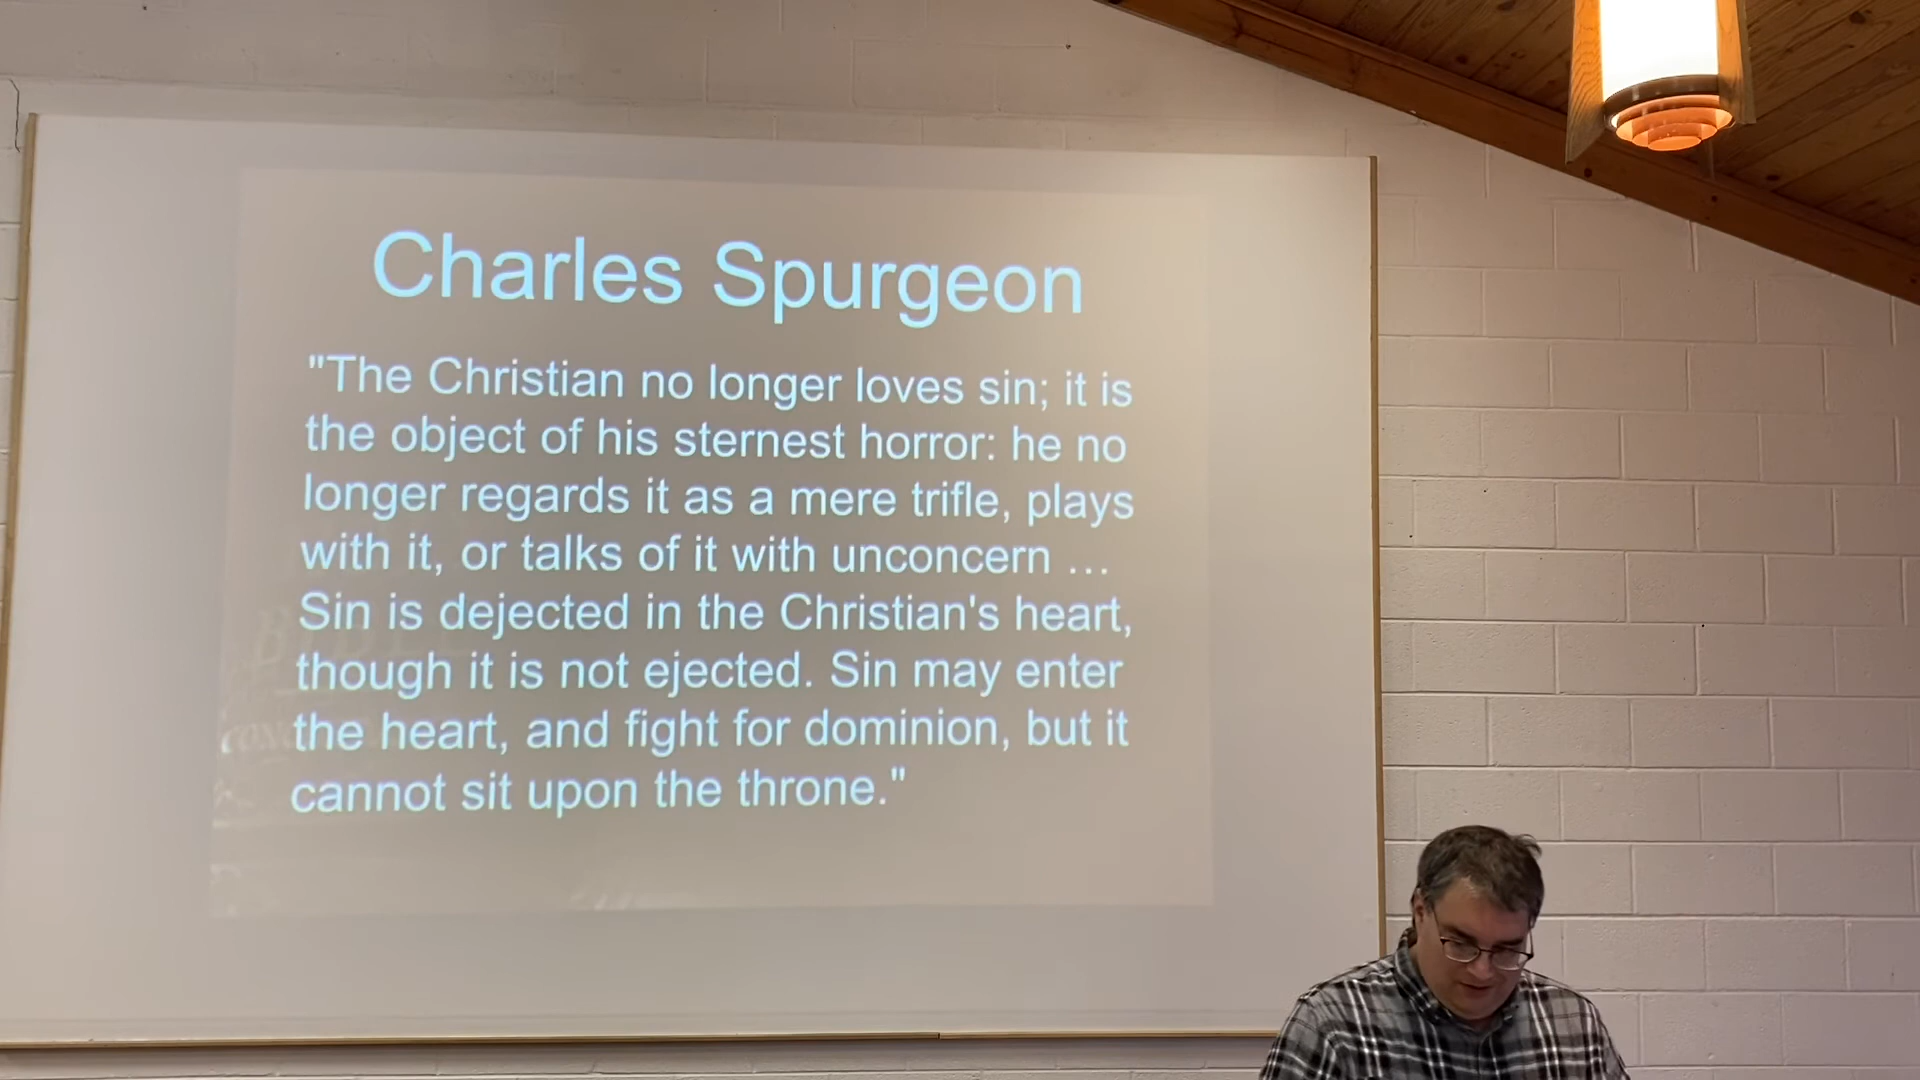 Charles Spurgeon
"The Christian no longer loves sin; it is
the object of his sternest horror: he no
longer regards it as a mere trifle, plays
with it, or talks of it with unconcern …
Sin is dejected in the Christian's heart,
though it is not ejected. Sin may enter
the heart, and fight for dominion, but it
cannot sit upon the throne."